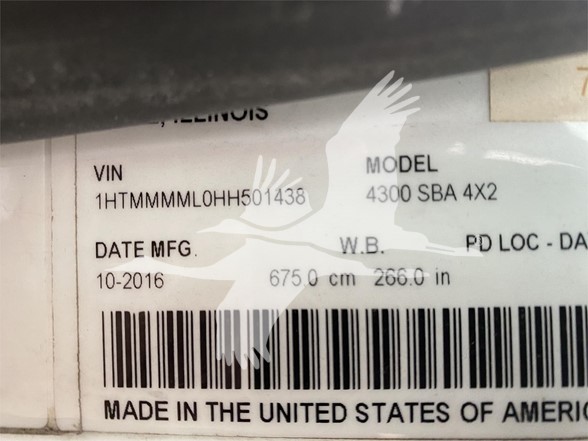 ILLINOIS
VIN
1HTMMMML0HH501438
MODEL
4300 SBA 4X2
DATE MFG.
10-2016
W.B.
675.0 cm 266.0 in
PD LOC - DA
MADE IN THE UNITED STATES OF AMERIC